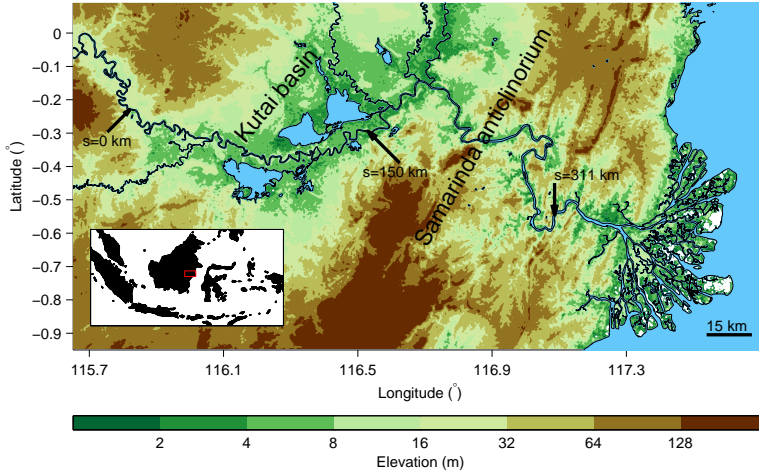 0
−0.1
−0.2
−0.3
−0.4
−0.5
−0.6
−0.7
−0.8
−0.9
Latitude (°)
Kutai basin
Samarinda anticlinorium
s=0 km
s=150 km
s=311 km
15 km
115.7
116.1
116.5
116.9
117.3
Longitude (°)
2
4
8
16
32
64
128
Elevation (m)